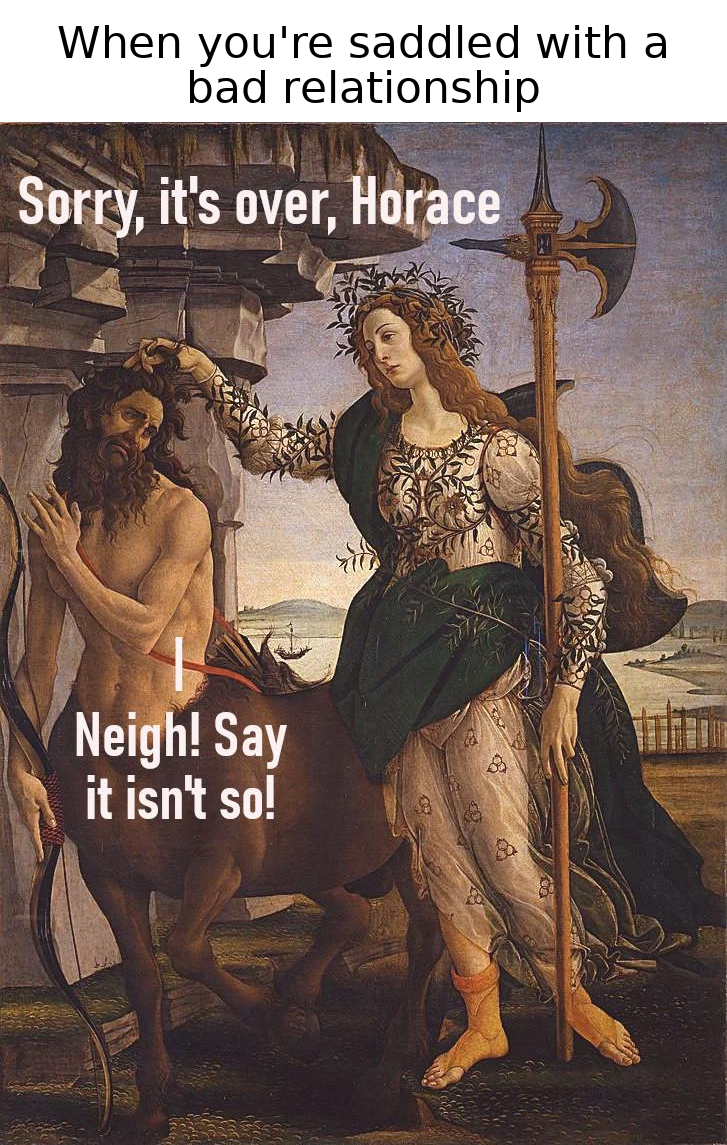 When you're saddled with a
bad relationship
Sorry, it's over, Horace
Neigh! Say
it isn't so!